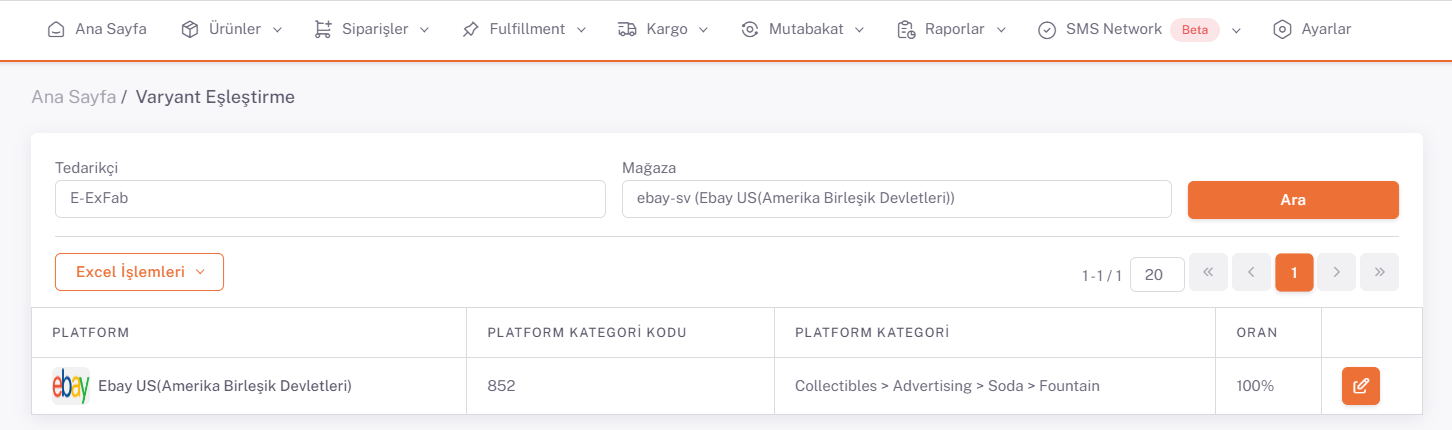 Ana Sayfa Ürünler Siparişler Fulfillment Kargo Mutabakat Raporlar SMS Network Beta Ayarlar
Ana Sayfa / Varyant Eşleştirme
Tedarikçi Mağaza
E-ExFab ebay-sv (Ebay US(Amerika Birleşik Devletleri)) Ara
Excel İşlemleri 1 - 1 / 1 20 « ‹ 1 › »
PLATFORM PLATFORM KATEGORİ KODU PLATFORM KATEGORİ ORAN
ebay Ebay US(Amerika Birleşik Devletleri) 852 Collectibles > Advertising > Soda > Fountain 100%